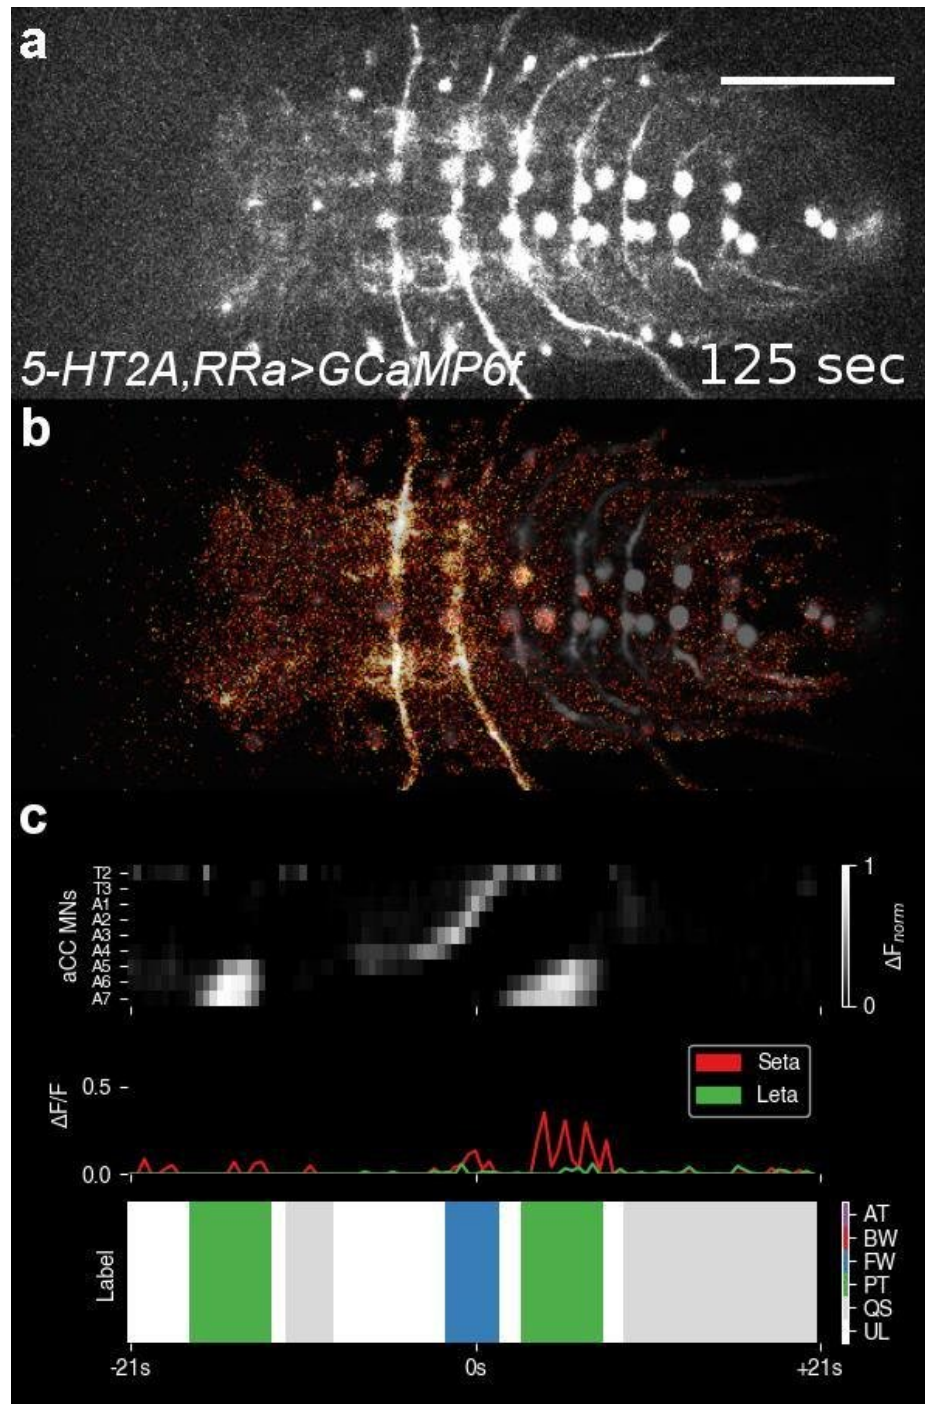 a
5-HT2A,RRa>GCaMP6f
125 sec
b
c
aCC MNs
T2
T3
A1
A2
A3
A4
A5
A6
A7
1
0
ΔFnorm
ΔF/F
0.5
0.0
Seta
Leta
Label
AT
BW
FW
PT
QS
UL
-21s
0s
+21s